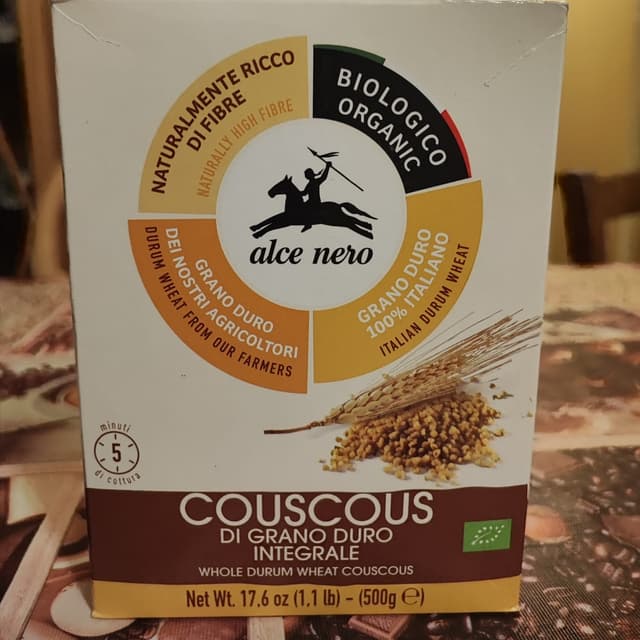 NATURALMENTE RICCO
DI FIBRE
NATURALLY HIGH FIBRE
BIOLOGICO
ORGANIC
alce nero
GRANO DURO
DEI NOSTRI AGRICOLTORI
DURUM WHEAT FROM OUR FARMERS
GRANO DURO
100% ITALIANO
ITALIAN DURUM WHEAT
minuti
5
di cottura
COUSCOUS
DI GRANO DURO
INTEGRALE
WHOLE DURUM WHEAT COUSCOUS
Net Wt. 17.6 oz (1,1 lb) - (500g ℮)